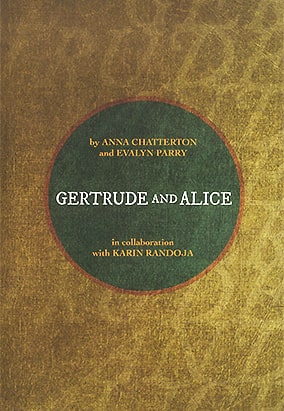 by ANNA CHATTERTON
and EVALYN PARRY
GERTRUDE AND ALICE
in collaboration
with KARIN RANDOJA